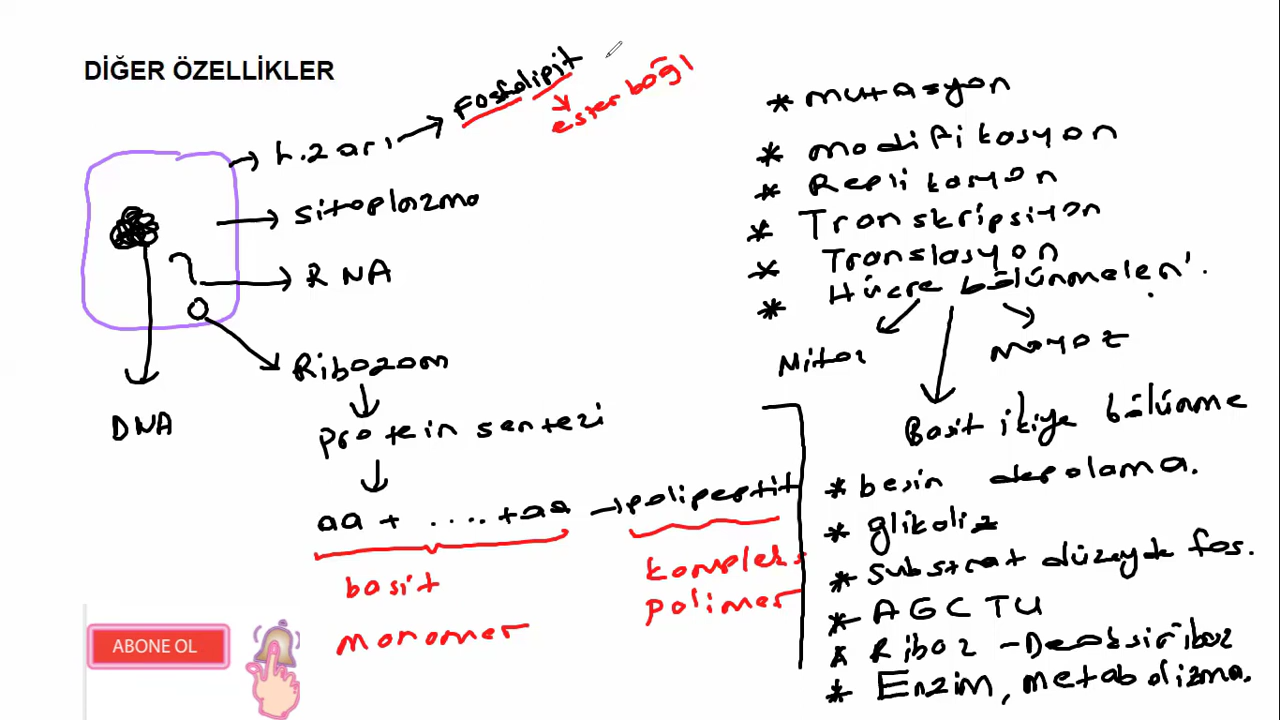 DİĞER ÖZELLİKLER
h.zarı
Fosfolipit
ester bağı
sitoplazma
RNA
Ribozom
DNA
protein sentezi
aa + .... + aa → polipeptit
basit
monomer
kompleks
polimer
* mutasyon
* modifikasyon
* Replikasyon
* Transkripsiyon
* Translasyon
* Hücre bölünmeleri
Mitoz
mayoz
Basit ikiye bölünme
* besin depolama.
* glikoliz
* substrat düzeyde fos.
* AGCTU
* Riboz - Deoksiriboz
* Enzim, metabolizma.
ABONE OL